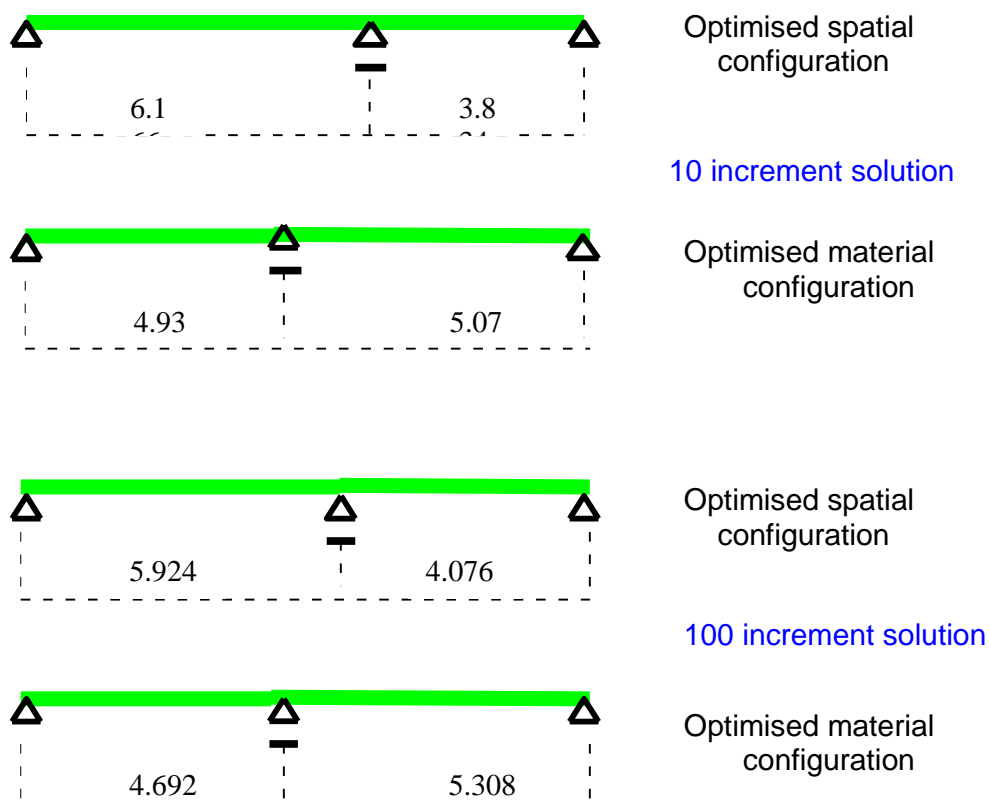 Optimised spatial
configuration
6.1
3.8
10 increment solution
Optimised material
configuration
4.93
5.07
Optimised spatial
configuration
5.924
4.076
100 increment solution
Optimised material
configuration
4.692
5.308